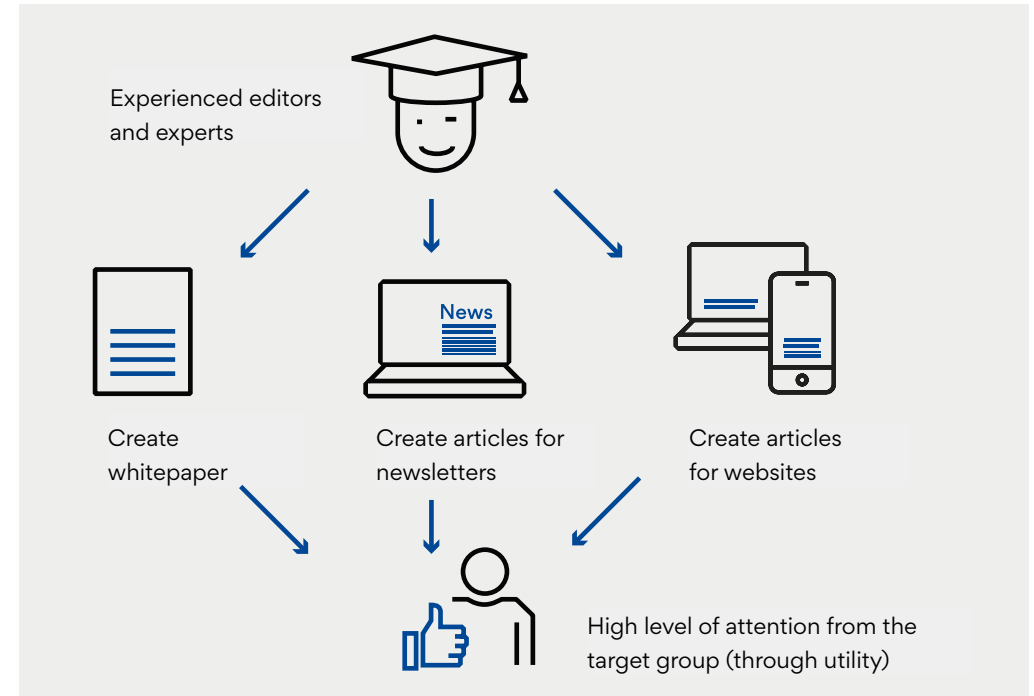 Experienced editors
and experts
News
Create
whitepaper
Create articles for
newsletters
Create articles
for websites
High level of attention from the
target group (through utility)